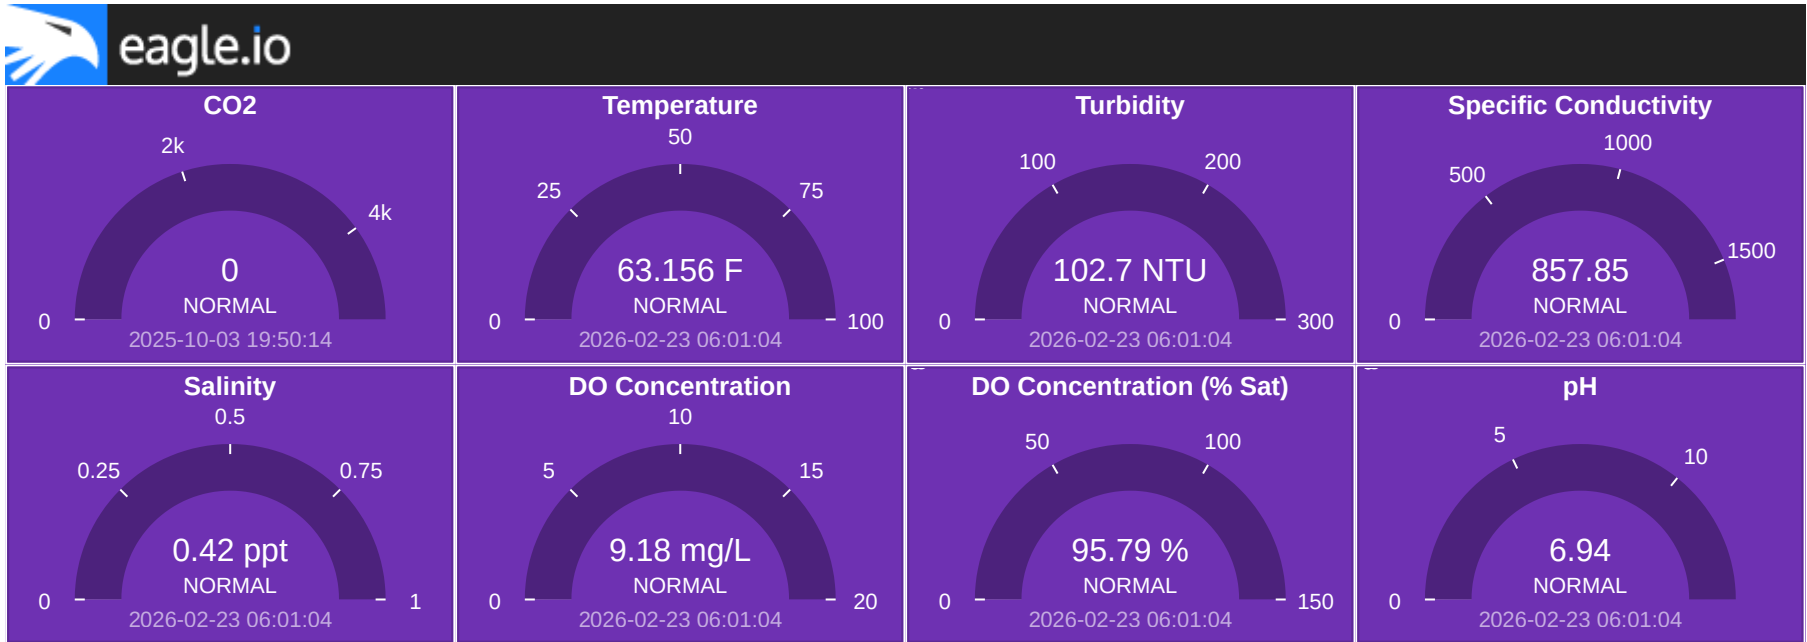 eagle.io
CO2
2k
4k
0
0
NORMAL
2025-10-03 19:50:14
Temperature
50
25
75
63.156 F
NORMAL
0
100
2026-02-23 06:01:04
Turbidity
100
200
102.7 NTU
NORMAL
0
300
2026-02-23 06:01:04
Specific Conductivity
1000
500
1500
857.85
NORMAL
0
2026-02-23 06:01:04
Salinity
0.5
0.25
0.75
0.42 ppt
NORMAL
0
1
2026-02-23 06:01:04
DO Concentration
10
5
15
9.18 mg/L
NORMAL
0
20
2026-02-23 06:01:04
DO Concentration (% Sat)
50
100
95.79 %
NORMAL
0
150
2026-02-23 06:01:04
pH
5
10
6.94
NORMAL
0
2026-02-23 06:01:04